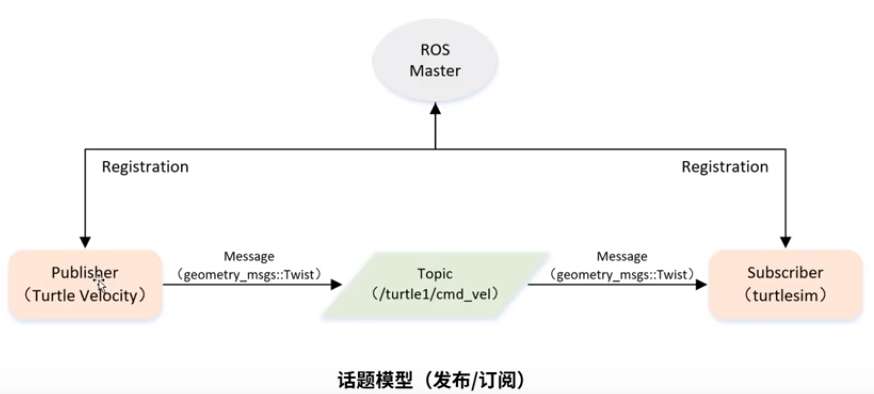 ROS
Master
Registration
Registration
Publisher
（Turtle Velocity）
Message
（geometry_msgs::Twist）
Topic
（/turtle1/cmd_vel）
Message
（geometry_msgs::Twist）
Subscriber
（turtlesim）
话题模型（发布/订阅）